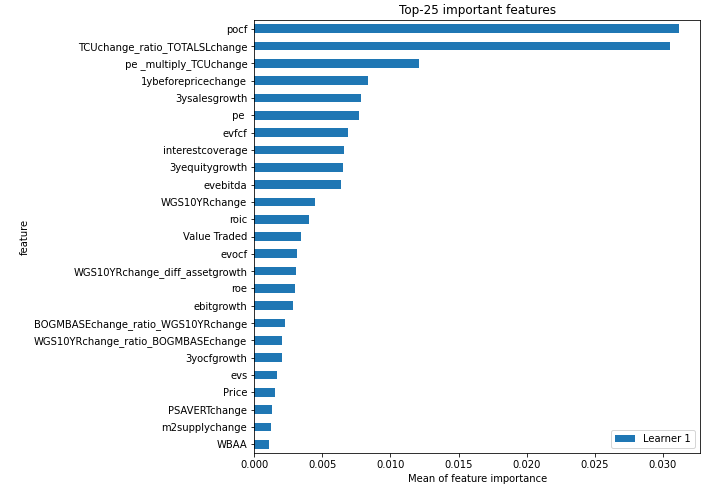 Top-25 important features
feature
pocf
TCUchange_ratio_TOTALSLchange
pe _multiply_TCUchange
1ybeforepricechange
3ysalesgrowth
pe
evfcf
interestcoverage
3yequitygrowth
evebitda
WGS10YRchange
roic
Value Traded
evocf
WGS10YRchange_diff_assetgrowth
roe
ebitgrowth
BOGMBASEchange_ratio_WGS10YRchange
WGS10YRchange_ratio_BOGMBASEchange
3yocfgrowth
evs
Price
PSAVERTchange
m2supplychange
WBAA
Learner 1
0.000 0.005 0.010 0.015 0.020 0.025 0.030
Mean of feature importance